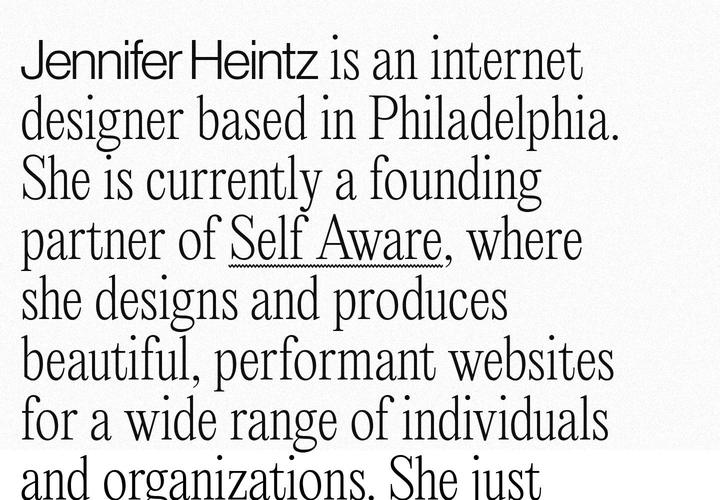 Jennifer Heintz is an internet
designer based in Philadelphia.
She is currently a founding
partner of Self Aware, where
she designs and produces
beautiful, performant websites
for a wide range of individuals
and organizations. She just